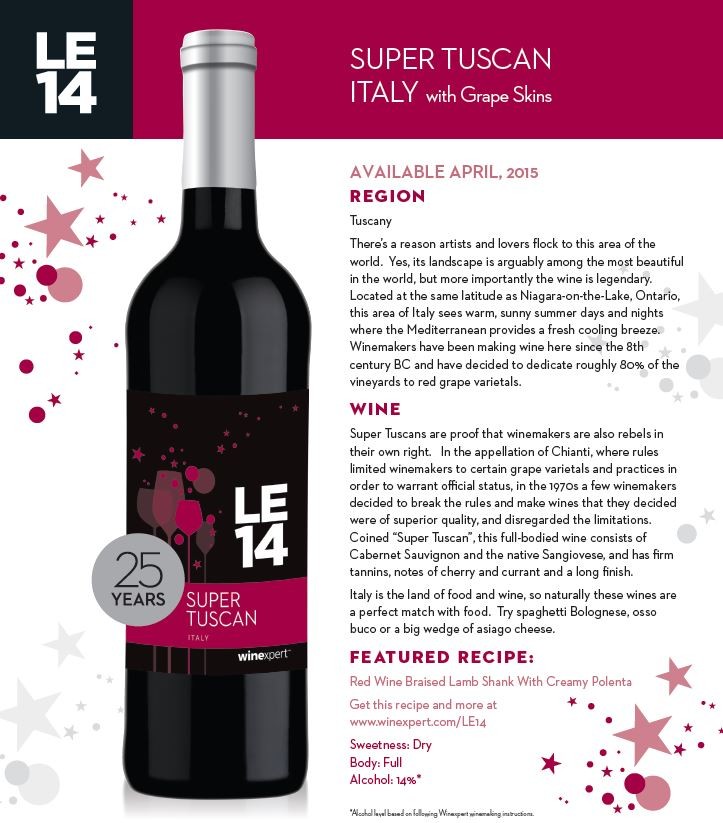 LE
14
SUPER TUSCAN
ITALY with Grape Skins
AVAILABLE APRIL, 2015
REGION
Tuscany
There's a reason artists and lovers flock to this area of the
world.  Yes, its landscape is arguably among the most beautiful
in the world, but more importantly the wine is legendary.
Located at the same latitude as Niagara-on-the-Lake, Ontario,
this area of Italy sees warm, sunny summer days and nights
where the Mediterranean provides a fresh cooling breeze.
Winemakers have been making wine here since the 8th
century BC and have decided to dedicate roughly 80% of the
vineyards to red grape varietals.
WINE
Super Tuscans are proof that winemakers are also rebels in
their own right.   In the appellation of Chianti, where rules
limited winemakers to certain grape varietals and practices in
order to warrant official status, in the 1970s a few winemakers
decided to break the rules and make wines that they decided
were of superior quality, and disregarded the limitations.
Coined "Super Tuscan", this full-bodied wine consists of
Cabernet Sauvignon and the native Sangiovese, and has firm
tannins, notes of cherry and currant and a long finish.
Italy is the land of food and wine, so naturally these wines are
a perfect match with food.  Try spaghetti Bolognese, osso
buco or a big wedge of asiago cheese.
FEATURED RECIPE:
Red Wine Braised Lamb Shank With Creamy Polenta
Get this recipe and more at
www.winexpert.com/LE14
Sweetness: Dry
Body: Full
Alcohol: 14%*
*Alcohol level based on following Winexpert winemaking instructions.
LE
14
25
YEARS
SUPER
TUSCAN
ITALY
winexpert™